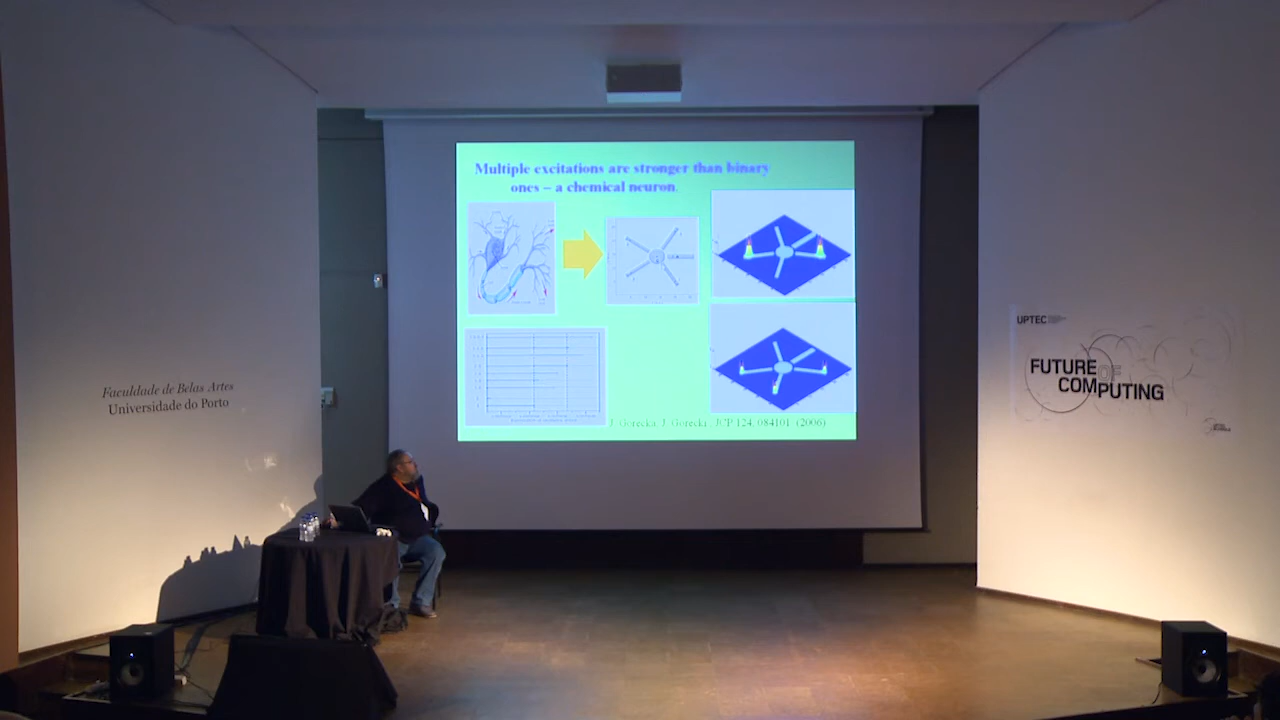 Multiple excitations are stronger than binary
ones – a chemical neuron.
J. Gorecka, J. Gorecki, JCP 124, 084101 (2006)
Faculdade de Belas Artes
Universidade do Porto
UPTEC
FUTURE OF
COMPUTING